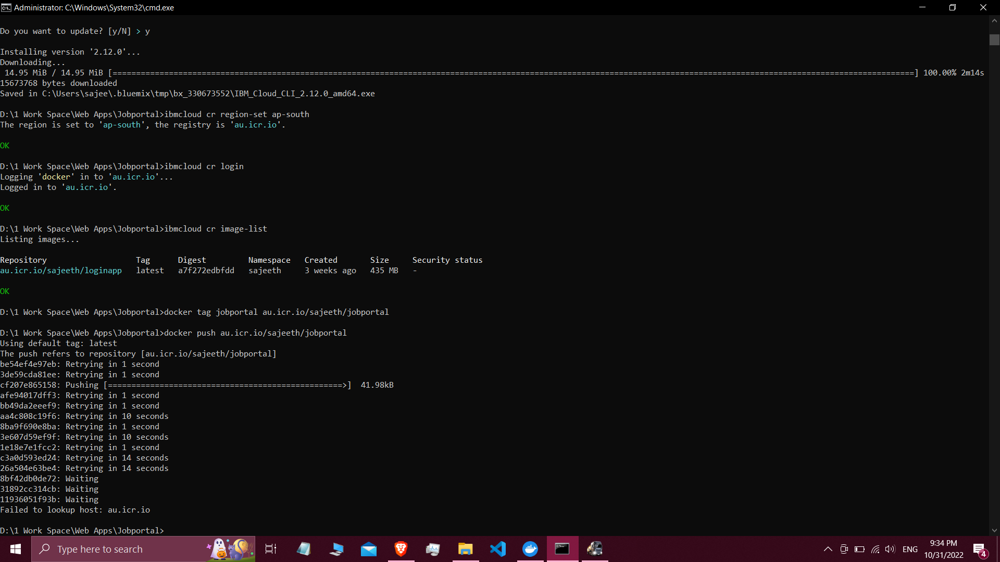 Administrator: C:\Windows\System32\cmd.exe
Do you want to update? [y/N] > y
Installing version '2.12.0'...
Downloading...
14.95 MiB / 14.95 MiB [==========================================================================================================================================================================] 100.00% 2m14s
15673768 bytes downloaded
Saved in C:\Users\sajee\.bluemix\tmp\bx_330673552\IBM_Cloud_CLI_2.12.0_amd64.exe
D:\1 Work Space\Web Apps\Jobportal>ibmcloud cr region-set ap-south
The region is set to 'ap-south', the registry is 'au.icr.io'.
OK
D:\1 Work Space\Web Apps\Jobportal>ibmcloud cr login
Logging 'docker' in to 'au.icr.io'...
Logged in to 'au.icr.io'.
OK
D:\1 Work Space\Web Apps\Jobportal>ibmcloud cr image-list
Listing images...
Repository Tag Digest Namespace Created Size Security status
au.icr.io/sajeeth/loginapp latest a7f272edbfdd sajeeth 3 weeks ago 435 MB -
OK
D:\1 Work Space\Web Apps\Jobportal>docker tag jobportal au.icr.io/sajeeth/jobportal
D:\1 Work Space\Web Apps\Jobportal>docker push au.icr.io/sajeeth/jobportal
Using default tag: latest
The push refers to repository [au.icr.io/sajeeth/jobportal]
be54ef4e97eb: Retrying in 1 second
3de59cda81ee: Retrying in 1 second
cf207e865158: Pushing [==================================================>] 41.98kB
afe94017dff3: Retrying in 1 second
bb49da2eeef9: Retrying in 1 second
aa4c808c19f6: Retrying in 10 seconds
8ba9f690e8ba: Retrying in 1 second
3e607d59ef9f: Retrying in 10 seconds
1e18e7e1fcc2: Retrying in 1 second
c3a0d593ed24: Retrying in 14 seconds
26a504e63be4: Retrying in 14 seconds
8bf42db0de72: Waiting
31892cc314cb: Waiting
11936051f93b: Waiting
Failed to lookup host: au.icr.io
D:\1 Work Space\Web Apps\Jobportal>
Type here to search
ENG
9:34 PM
10/31/2022
4